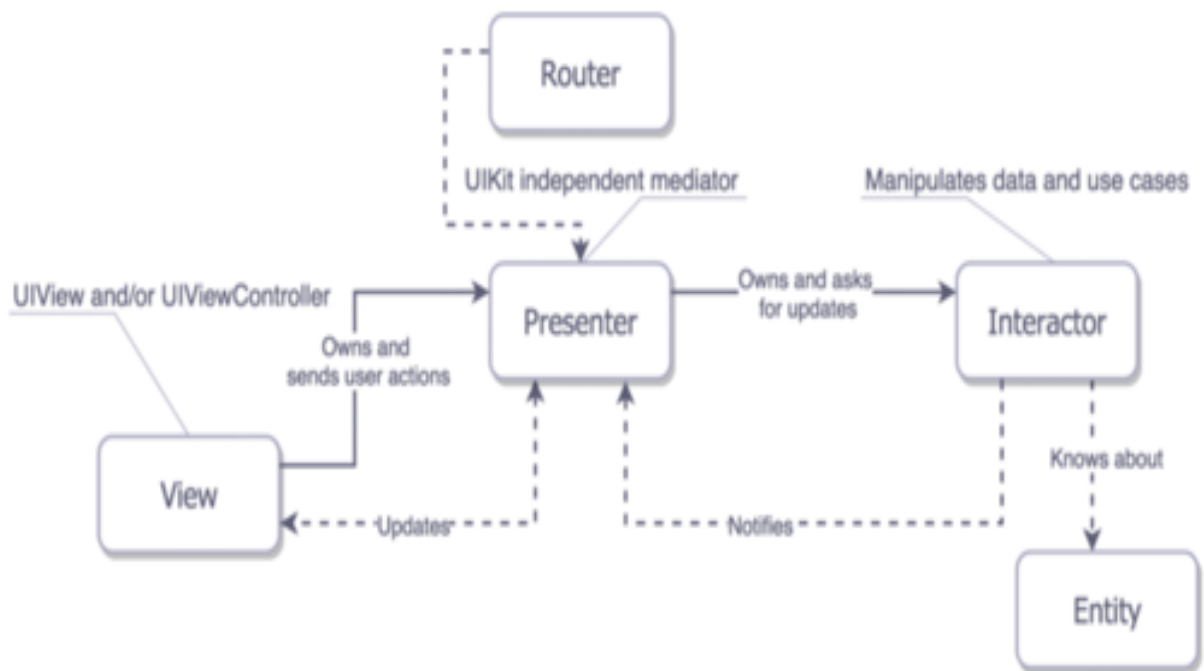 Router
UIKit independent mediator
Manipulates data and use cases
UIView and/or UIViewController
Owns and
sends user actions
Presenter
Owns and asks
for updates
Interactor
View
Updates
Notifies
Knows about
Entity